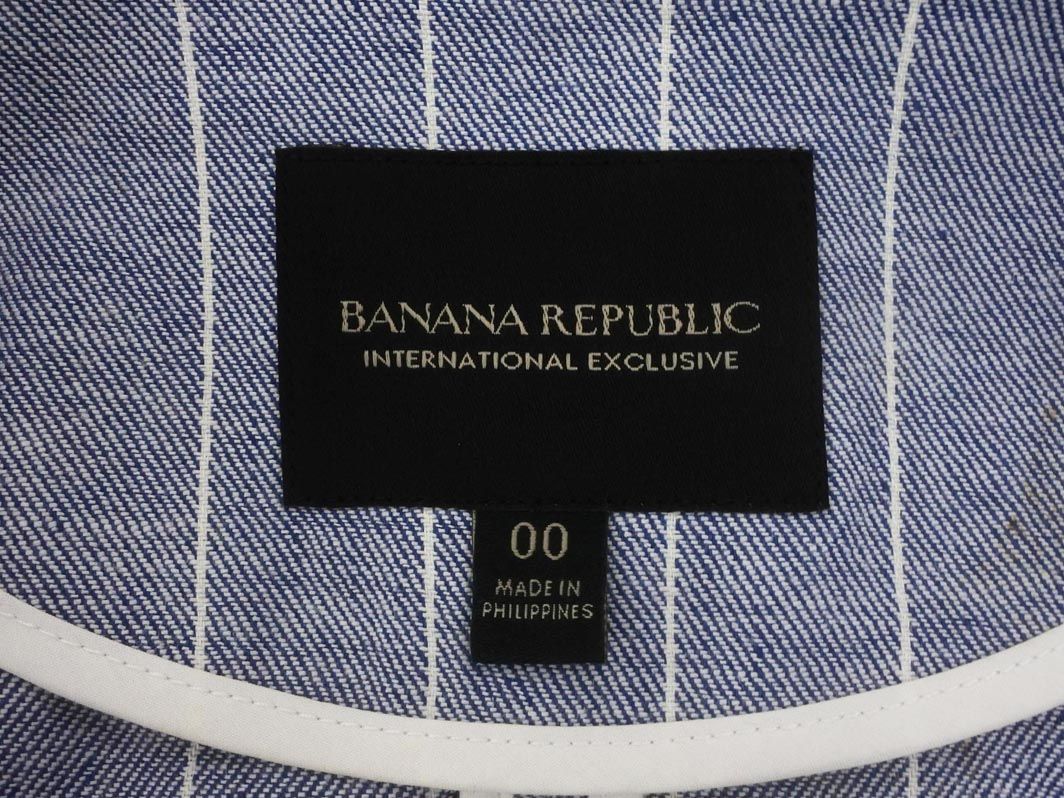 BANANA REPUBLIC
INTERNATIONAL EXCLUSIVE
00
MADE IN
PHILIPPINES